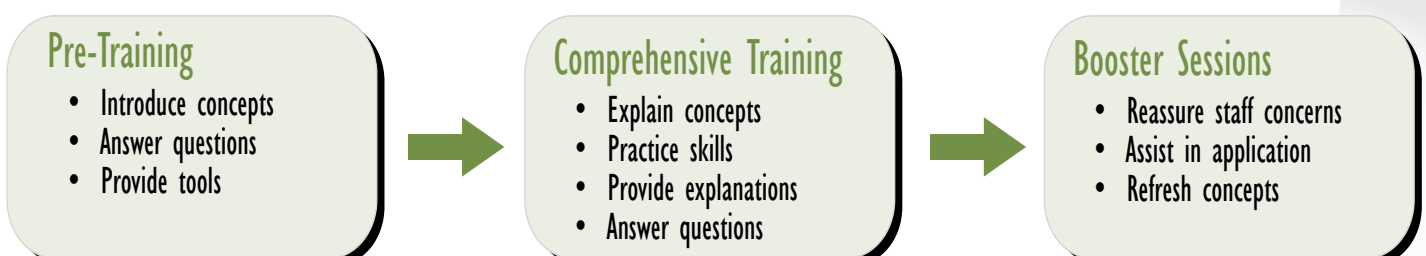 Pre-Training
• Introduce concepts
• Answer questions
• Provide tools
Comprehensive Training
• Explain concepts
• Practice skills
• Provide explanations
• Answer questions
Booster Sessions
• Reassure staff concerns
• Assist in application
• Refresh concepts